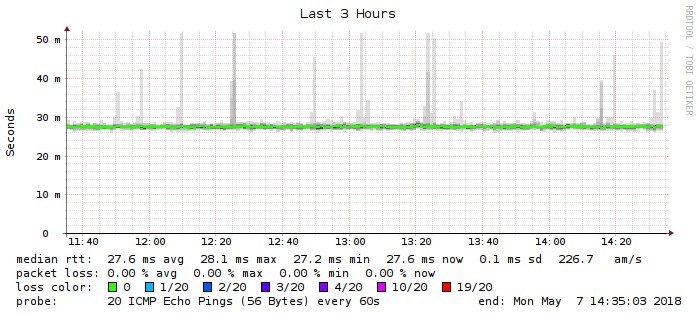 Last 3 Hours
RRDTOOL / TOBI OETIKER
Seconds
50 m
40 m
30 m
20 m
10 m
0
11:40 12:00 12:20 12:40 13:00 13:20 13:40 14:00 14:20
median rtt: 27.6 ms avg 28.1 ms max 27.2 ms min 27.6 ms now 0.1 ms sd 226.7 am/s
packet loss: 0.00 % avg 0.00 % max 0.00 % min 0.00 % now
loss color: 0 1/20 2/20 3/20 4/20 10/20 19/20
probe: 20 ICMP Echo Pings (56 Bytes) every 60s end: Mon May 7 14:35:03 2018